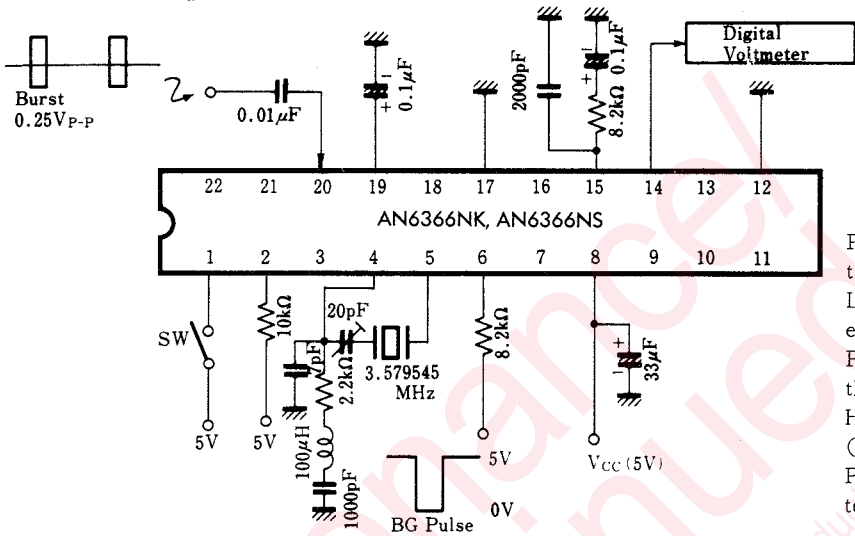 Burst
0.25VP-P
0.01μF
0.1μF
2000pF
0.1μF
8.2kΩ
Digital
Voltmeter
22 21 20 19 18 17 16 15 14 13 12
AN6366NK, AN6366NS
1 2 3 4 5 6 7 8 9 10 11
SW
5V
10kΩ
5V
20pF
2.2kΩ
100μH
1000pF
3.579545
MHz
8.2kΩ
5V
0V
BG Pulse
33μF
VCC (5V)